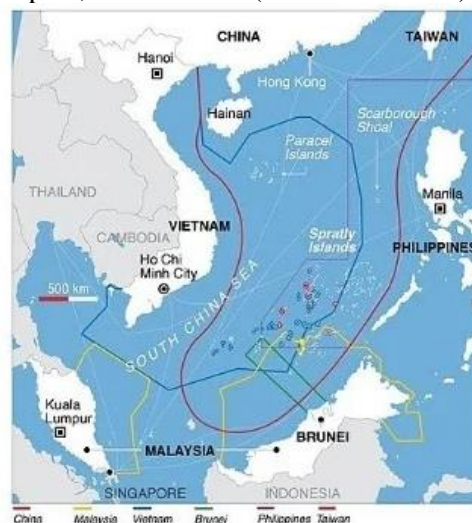 CHINA
TAIWAN
Hanoi
Hong Kong
Hainan
Scarborough
Shoal
Paracel
Islands
THAILAND
Manila
VIETNAM
CAMBODIA
Spratly
Islands
PHILIPPINES
Ho Chi
Minh City
500 km
SOUTH CHINA SEA
Kuala
Lumpur
BRUNEI
MALAYSIA
SINGAPORE
INDONESIA
China
Malaysia
Vietnam
Brunei
Philippines
Taiwan